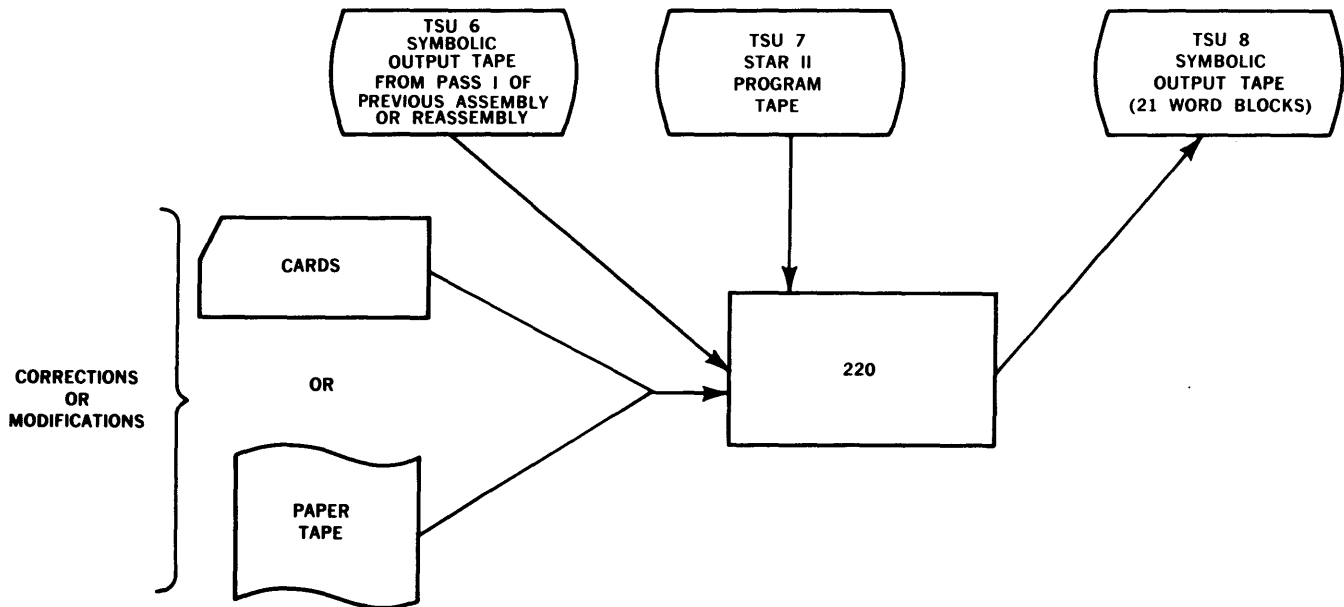 TSU 6
SYMBOLIC
OUTPUT TAPE
FROM PASS I OF
PREVIOUS ASSEMBLY
OR REASSEMBLY
TSU 7
STAR II
PROGRAM
TAPE
TSU 8
SYMBOLIC
OUTPUT TAPE
(21 WORD BLOCKS)
CORRECTIONS
OR
MODIFICATIONS
CARDS
OR
PAPER
TAPE
220